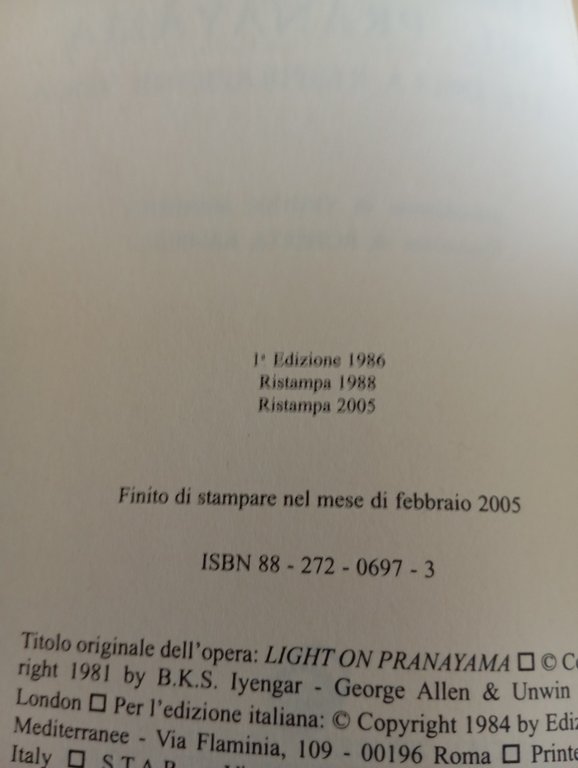 1ª Edizione 1986
Ristampa 1988
Ristampa 2005
Finito di stampare nel mese di febbraio 2005
ISBN 88 - 272 - 0697 - 3
Titolo originale dell'opera: LIGHT ON PRANAYAMA □ ©
right 1981 by B.K.S. Iyengar - George Allen & Unwin
London □ Per l'edizione italiana: © Copyright 1984 by
Mediterranee - Via Flaminia, 109 - 00196 Roma □
Italy □ S.T.A.R.